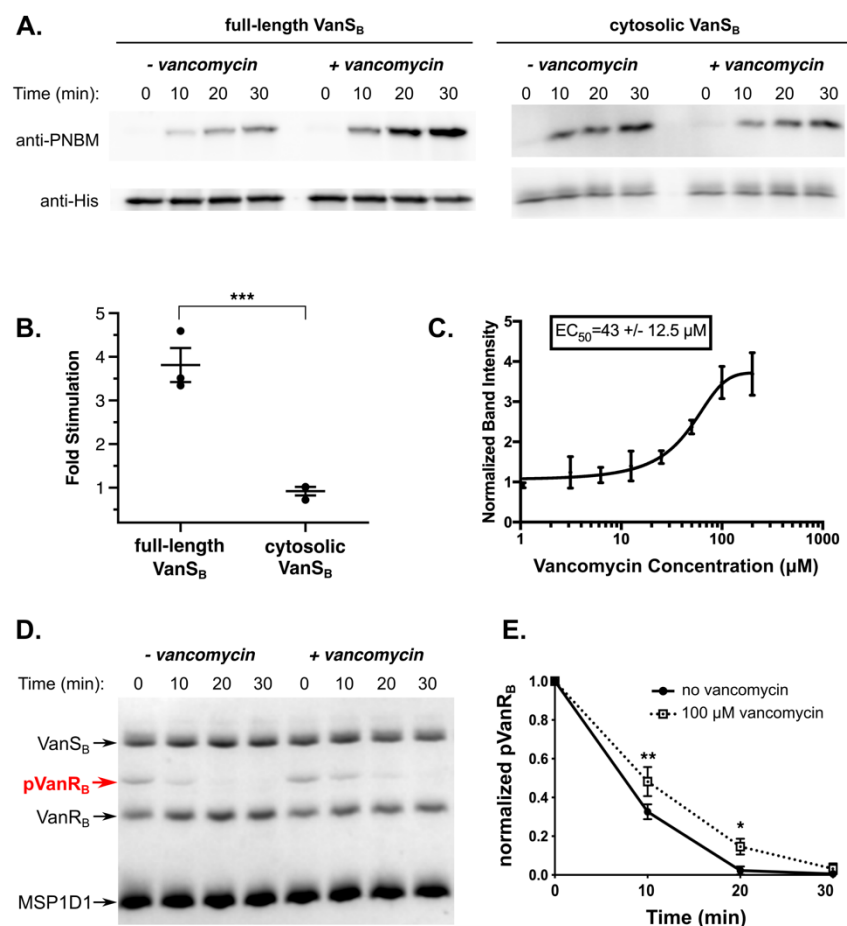 A.
full-length VanSB
cytosolic VanSB
- vancomycin + vancomycin
- vancomycin + vancomycin
Time (min): 0 10 20 30 0 10 20 30
0 10 20 30 0 10 20 30
anti-PNBM
anti-His
B.
***
Fold Stimulation
5
4
3
2
1
full-length VanSB
cytosolic VanSB
C.
EC50=43 +/- 12.5 µM
Normalized Band Intensity
5
4
3
2
1
0
1 10 100 1000
Vancomycin Concentration (µM)
D.
- vancomycin + vancomycin
Time (min): 0 10 20 30 0 10 20 30
VanSB
pVanRB
VanRB
MSP1D1
E.
normalized pVanRB
1.0
0.8
0.6
0.4
0.2
0.0
no vancomycin
100 µM vancomycin
**
*
0 10 20 30
Time (min)